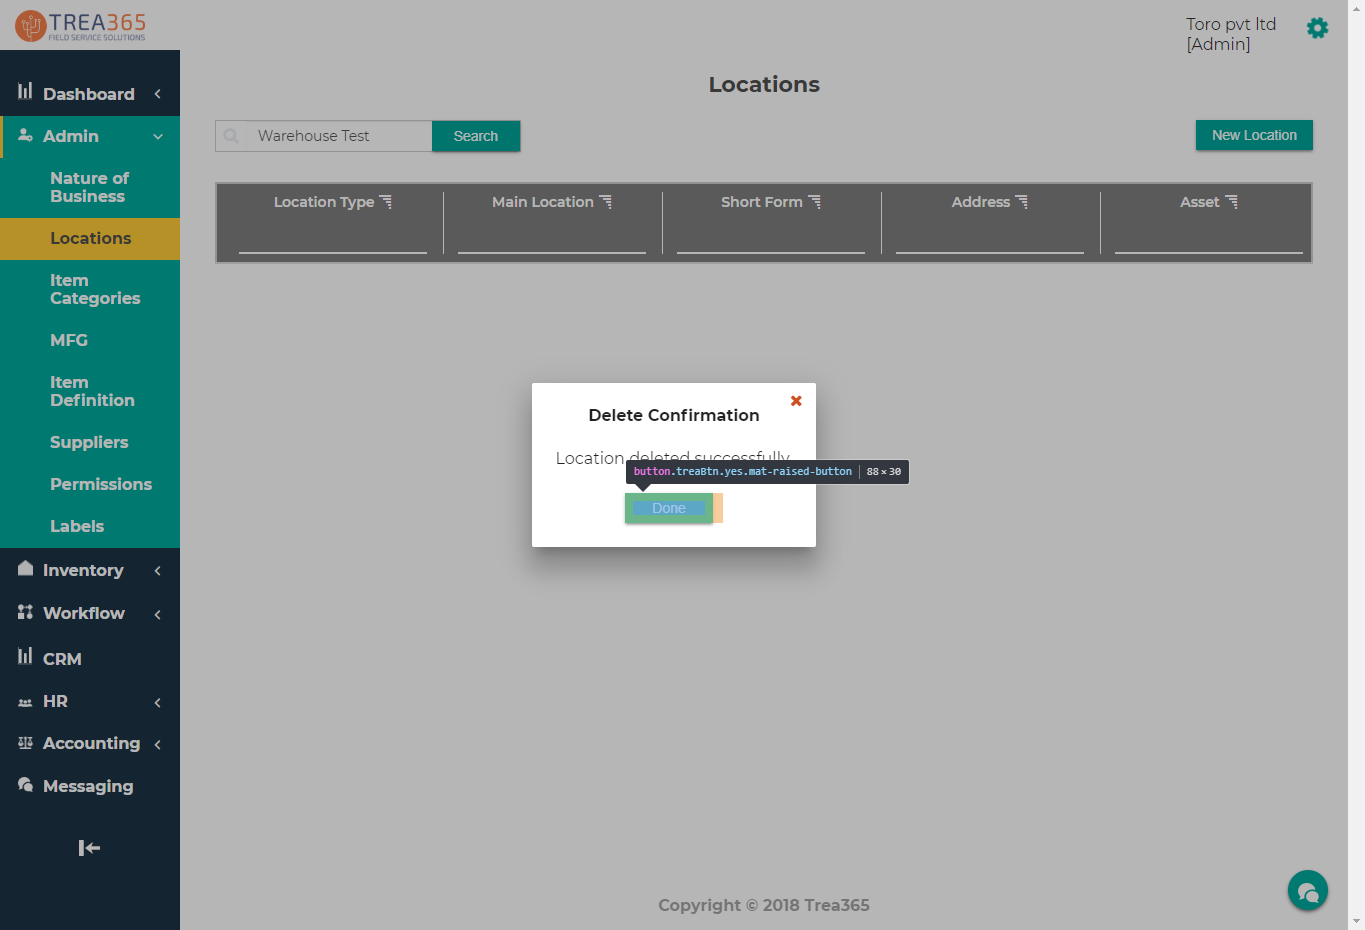 TREA365
FIELD SERVICE SOLUTIONS
Toro pvt ltd
[Admin]
Dashboard
Admin
Nature of
Business
Locations
Item
Categories
MFG
Item
Definition
Suppliers
Permissions
Labels
Inventory
Workflow
CRM
HR
Accounting
Messaging
Locations
Warehouse Test
Search
New Location
Location Type
Main Location
Short Form
Address
Asset
Delete Confirmation
Location deleted successfully
button.treaBtn.yes.mat-raised-button 88 × 30
Done
Copyright © 2018 Trea365